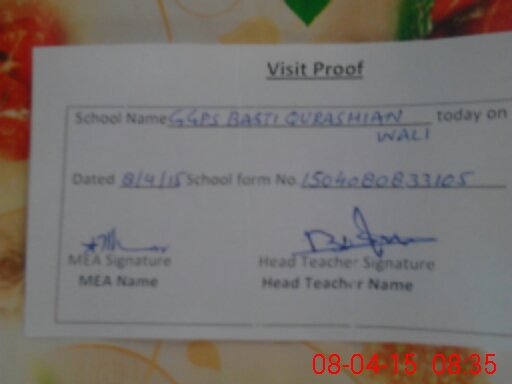 Visit Proof
School Name GGPS BASTI QURASHIAN today on
WALI
Dated 8/4/15 School form No. 1504080833105
MEA Signature Head Teacher Signature
MEA Name Head Teacher Name
08-04-15 08:35